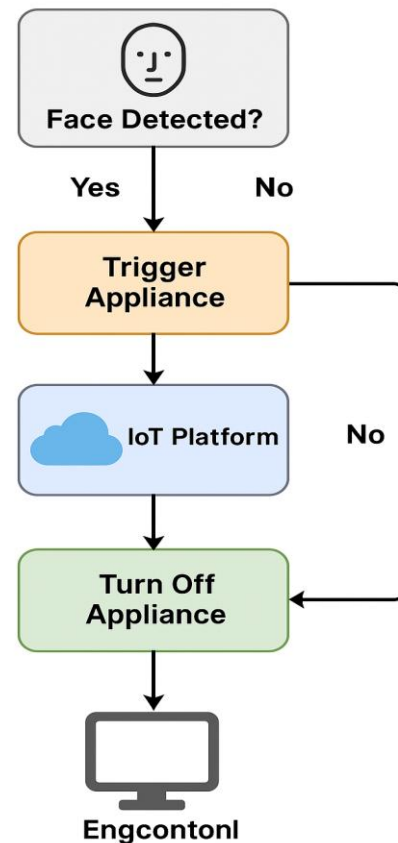 Face Detected?
Yes
No
Trigger
Appliance
IoT Platform
No
Turn Off
Appliance
Engcontonl